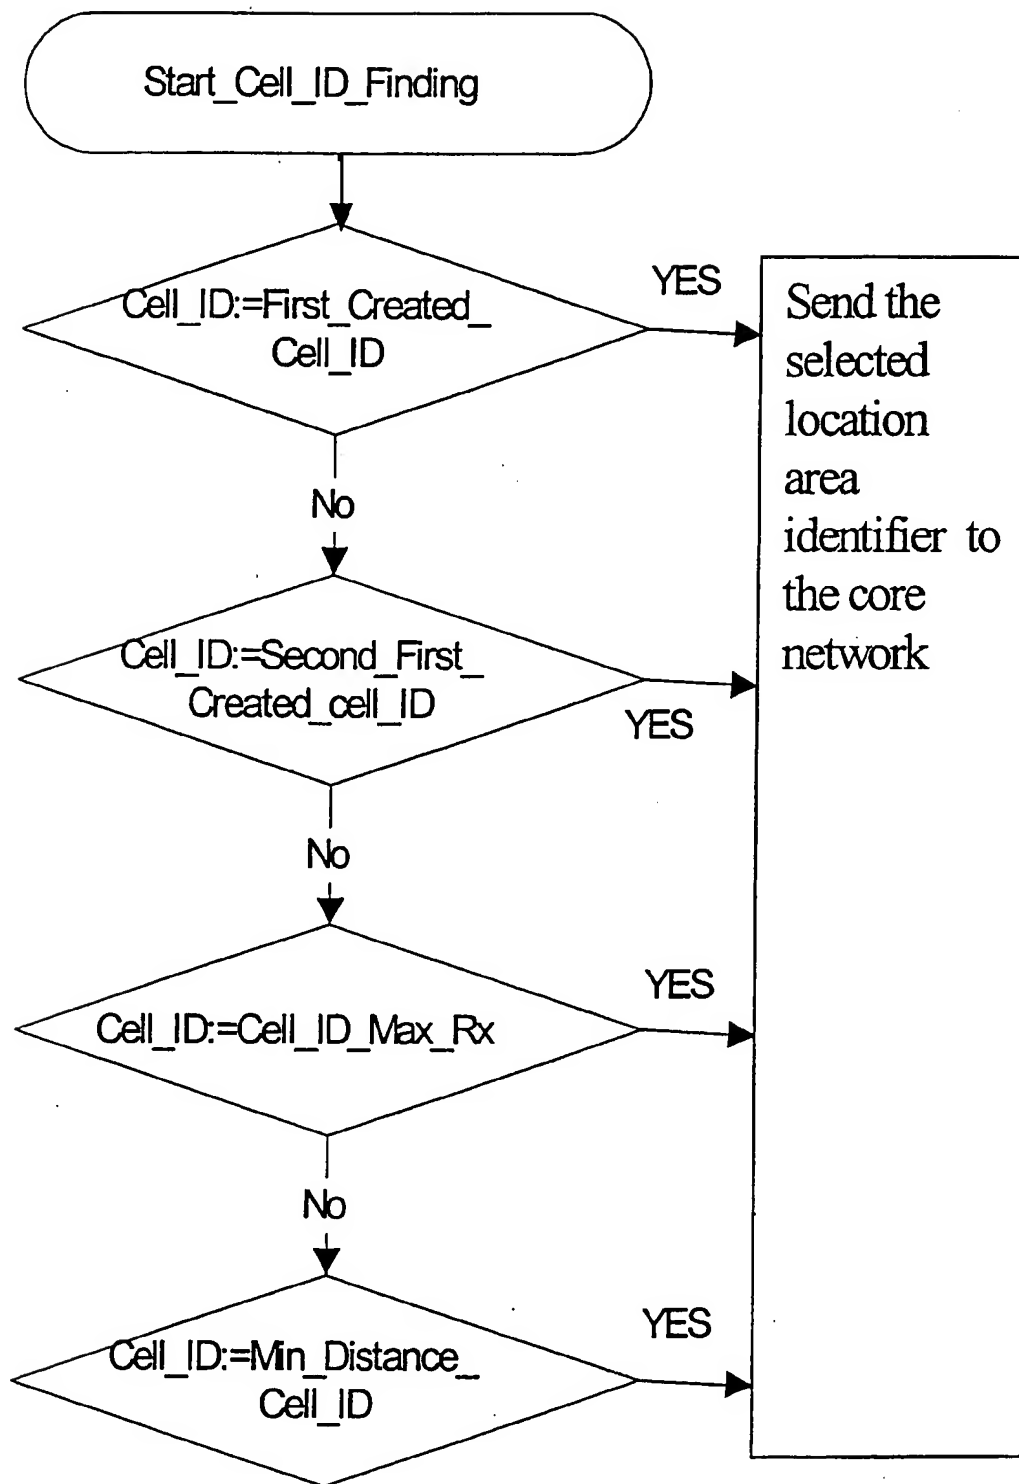 Start_Cell_ID_Finding
Cell_ID:=First_Created_
Cell_ID
YES
Send the
selected
location
area
identifier to
the core
network
No
Cell_ID:=Second_First_
Created_cell_ID
YES
No
Cell_ID:=Cell_ID_Max_Rx
YES
No
Cell_ID:=Min_Distance_
Cell_ID
YES